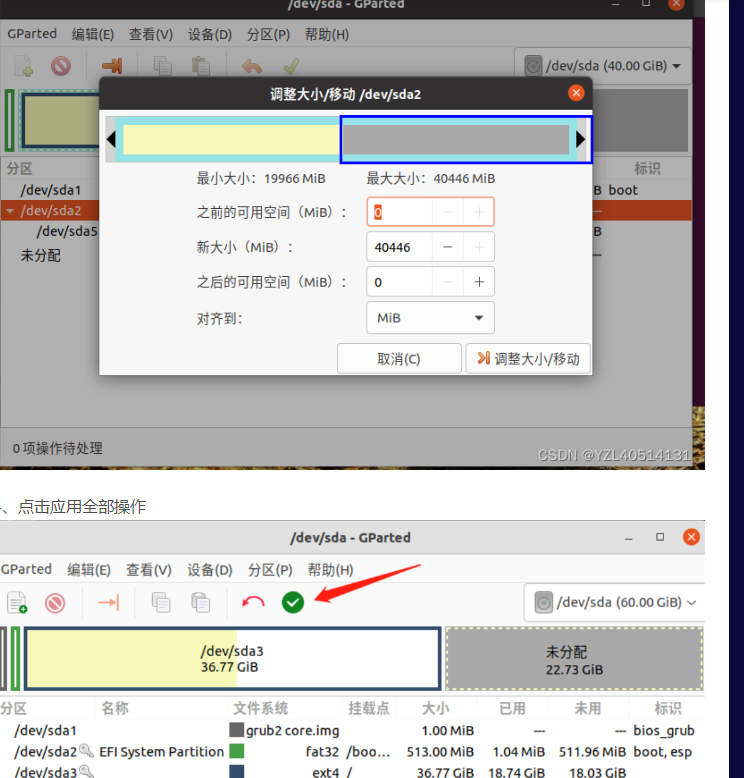 /dev/sda - GParted
GParted 编辑(E) 查看(V) 设备(D) 分区(P) 帮助(H)
/dev/sda (40.00 GiB)
调整大小/移动 /dev/sda2
最小大小：19966 MiB 最大大小：40446 MiB
分区 标识
/dev/sda1 B boot
之前的可用空间（MiB）： 0
/dev/sda2 ---
/dev/sda5 B
新大小（MiB）： 40446
未分配 ---
之后的可用空间（MiB）： 0
对齐到： MiB
取消(C) 调整大小/移动
0 项操作待处理
CSDN @YZL40514131
、点击应用全部操作
/dev/sda - GParted
GParted 编辑(E) 查看(V) 设备(D) 分区(P) 帮助(H)
/dev/sda (60.00 GiB)
/dev/sda3 未分配
36.77 GiB 22.73 GiB
分区 名称 文件系统 挂载点 大小 已用 未用 标识
/dev/sda1 grub2 core.img 1.00 MiB --- --- bios_grub
/dev/sda2 EFI System Partition fat32 /boo... 513.00 MiB 1.04 MiB 511.96 MiB boot, esp
/dev/sda3 ext4 / 36.77 GiB 18.74 GiB 18.03 GiB